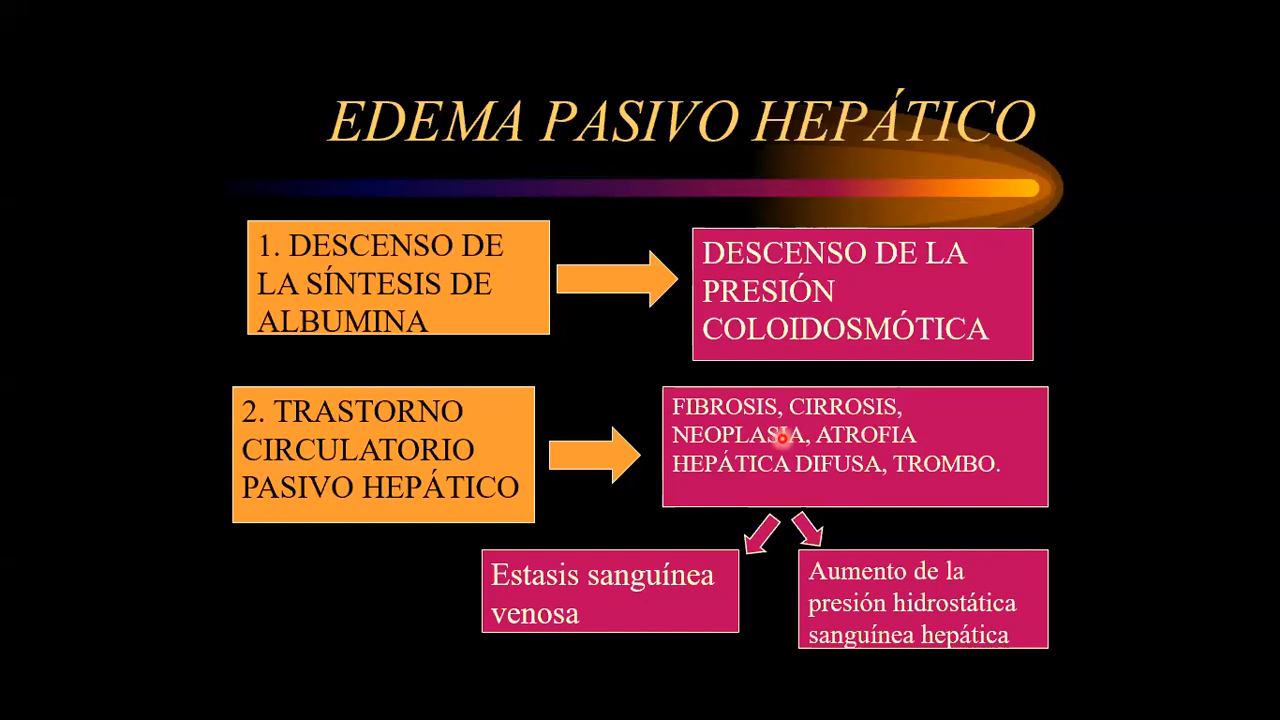 EDEMA PASIVO HEPÁTICO
1. DESCENSO DE
LA SÍNTESIS DE
ALBUMINA
DESCENSO DE LA
PRESIÓN
COLOIDOSMÓTICA
2. TRASTORNO
CIRCULATORIO
PASIVO HEPÁTICO
FIBROSIS, CIRROSIS,
NEOPLASIA, ATROFIA
HEPÁTICA DIFUSA, TROMBO.
Estasis sanguínea
venosa
Aumento de la
presión hidrostática
sanguínea hepática